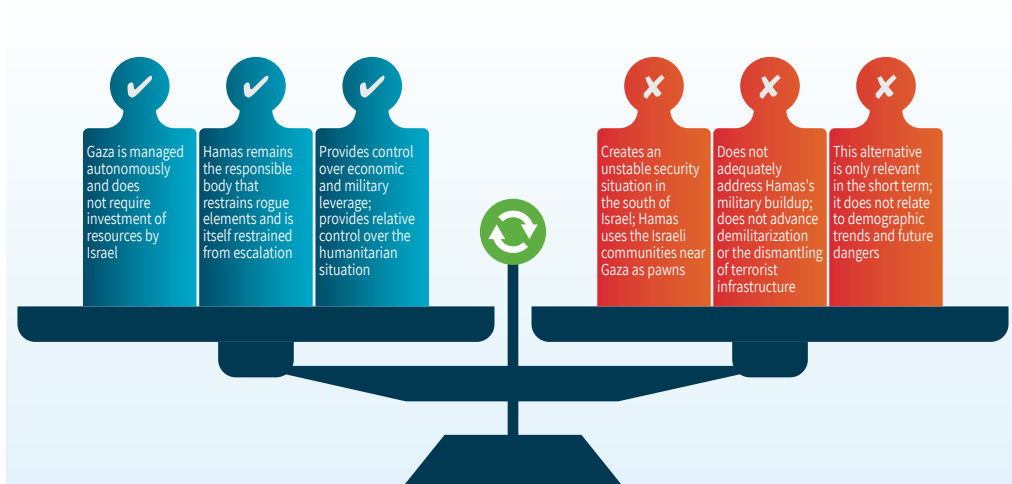 Gaza is managed
autonomously
and does
not require
investment of
resources by
Israel
Hamas remains
the responsible
body that
restrains rogue
elements and is
itself restrained
from escalation
Provides control
over economic
and military
leverage;
provides relative
control over the
humanitarian
situation
Creates an
unstable security
situation in
the south of
Israel; Hamas
uses the Israeli
communities near
Gaza as pawns
Does not
adequately
address Hamas's
military buildup;
does not advance
demilitarization
or the dismantling
of terrorist
infrastructure
This alternative
is only relevant
in the short term;
it does not relate
to demographic
trends and future
dangers